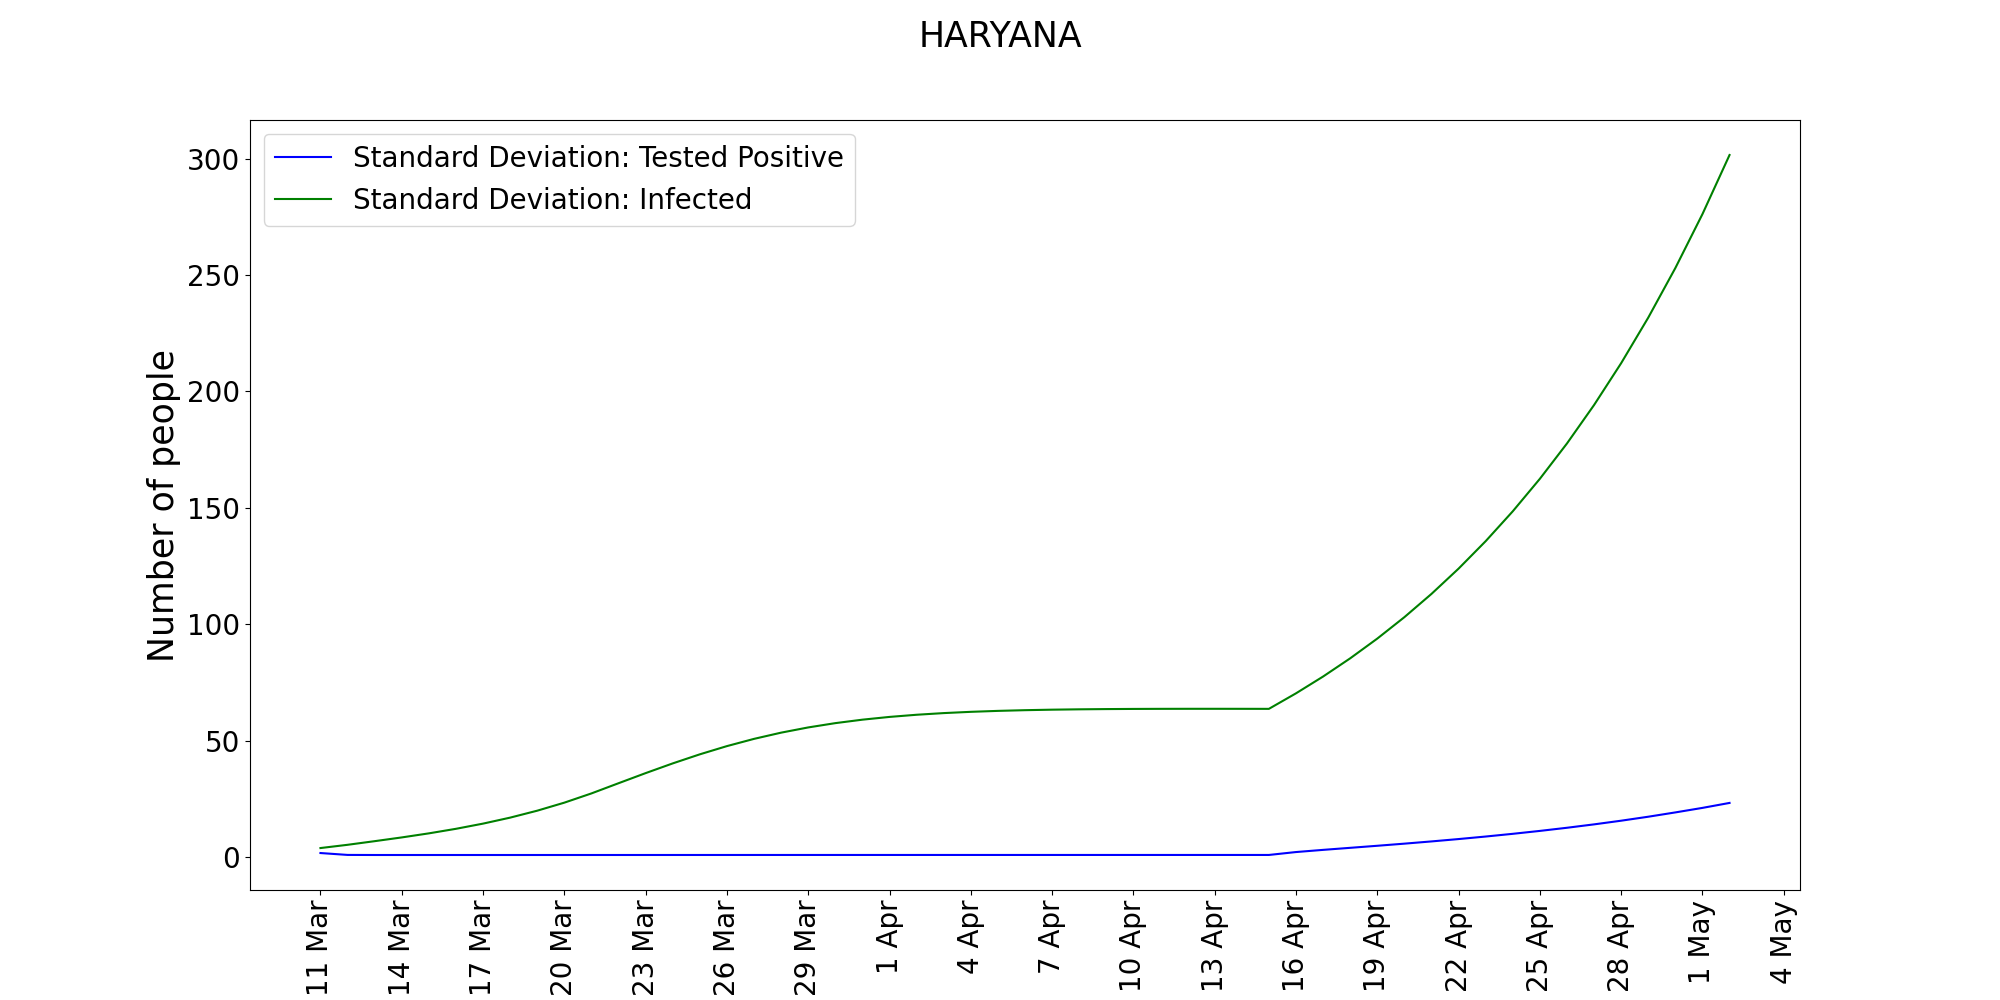 HARYANA
Standard Deviation: Tested Positive
Standard Deviation: Infected
Number of people
300
250
200
150
100
50
0
11 Mar
14 Mar
17 Mar
20 Mar
23 Mar
26 Mar
29 Mar
1 Apr
4 Apr
7 Apr
10 Apr
13 Apr
16 Apr
19 Apr
22 Apr
25 Apr
28 Apr
1 May
4 May